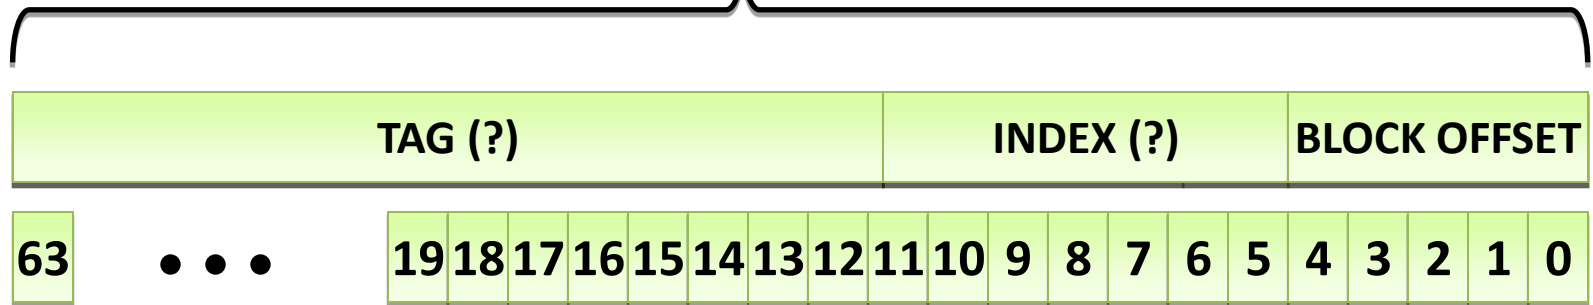 TAG (?) INDEX (?) BLOCK OFFSET
63 • • • 19 18 17 16 15 14 13 12 11 10 9 8 7 6 5 4 3 2 1 0